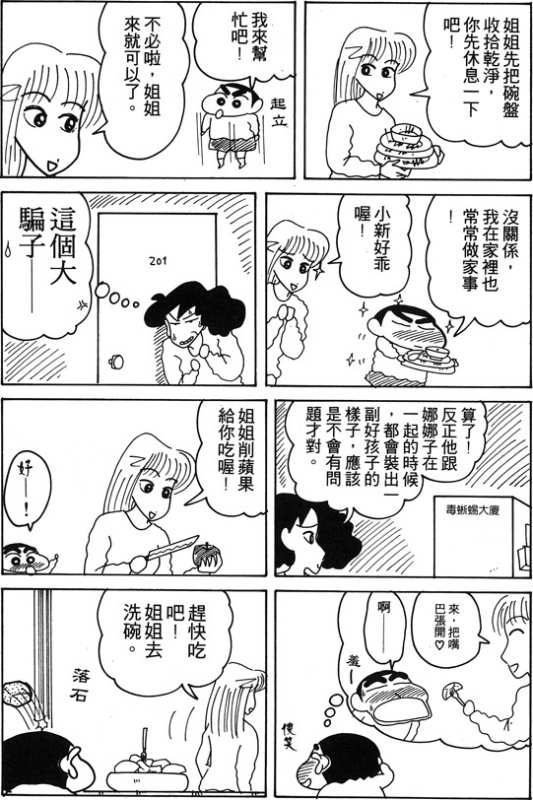 姐姐先把碗盤
收拾乾淨，
你先休息一下
吧！
我來幫
忙吧！
起立
不必啦，姐姐
來就可以了。
沒關係，
我在家裡也
常常做家事
！
小新好乖
喔！
201
這個大
騙子——
算了！
反正他跟
娜娜子在
一起的時候
，都會裝出一
副好孩子的
樣子，應該
是不會有問
題才對。
毒蜥蜴大廈
姐姐削蘋果
給你吃喔！
好—！
來，把嘴
巴張開♡
啊——
羞—
傻笑
趕快吃
吧！
姐姐去
洗碗。
落石